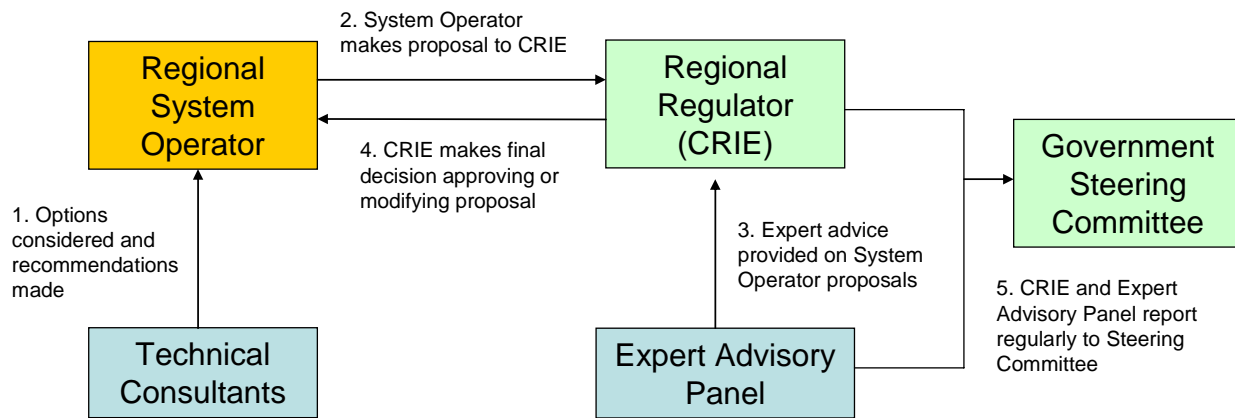 2. System Operator
makes proposal to CRIE
Regional
System
Operator
Regional
Regulator
(CRIE)
Government
Steering
Committee
4. CRIE makes final
decision approving or
modifying proposal
1. Options
considered and
recommendations
made
3. Expert advice
provided on System
Operator proposals
5. CRIE and Expert
Advisory Panel report
regularly to Steering
Committee
Technical
Consultants
Expert Advisory
Panel